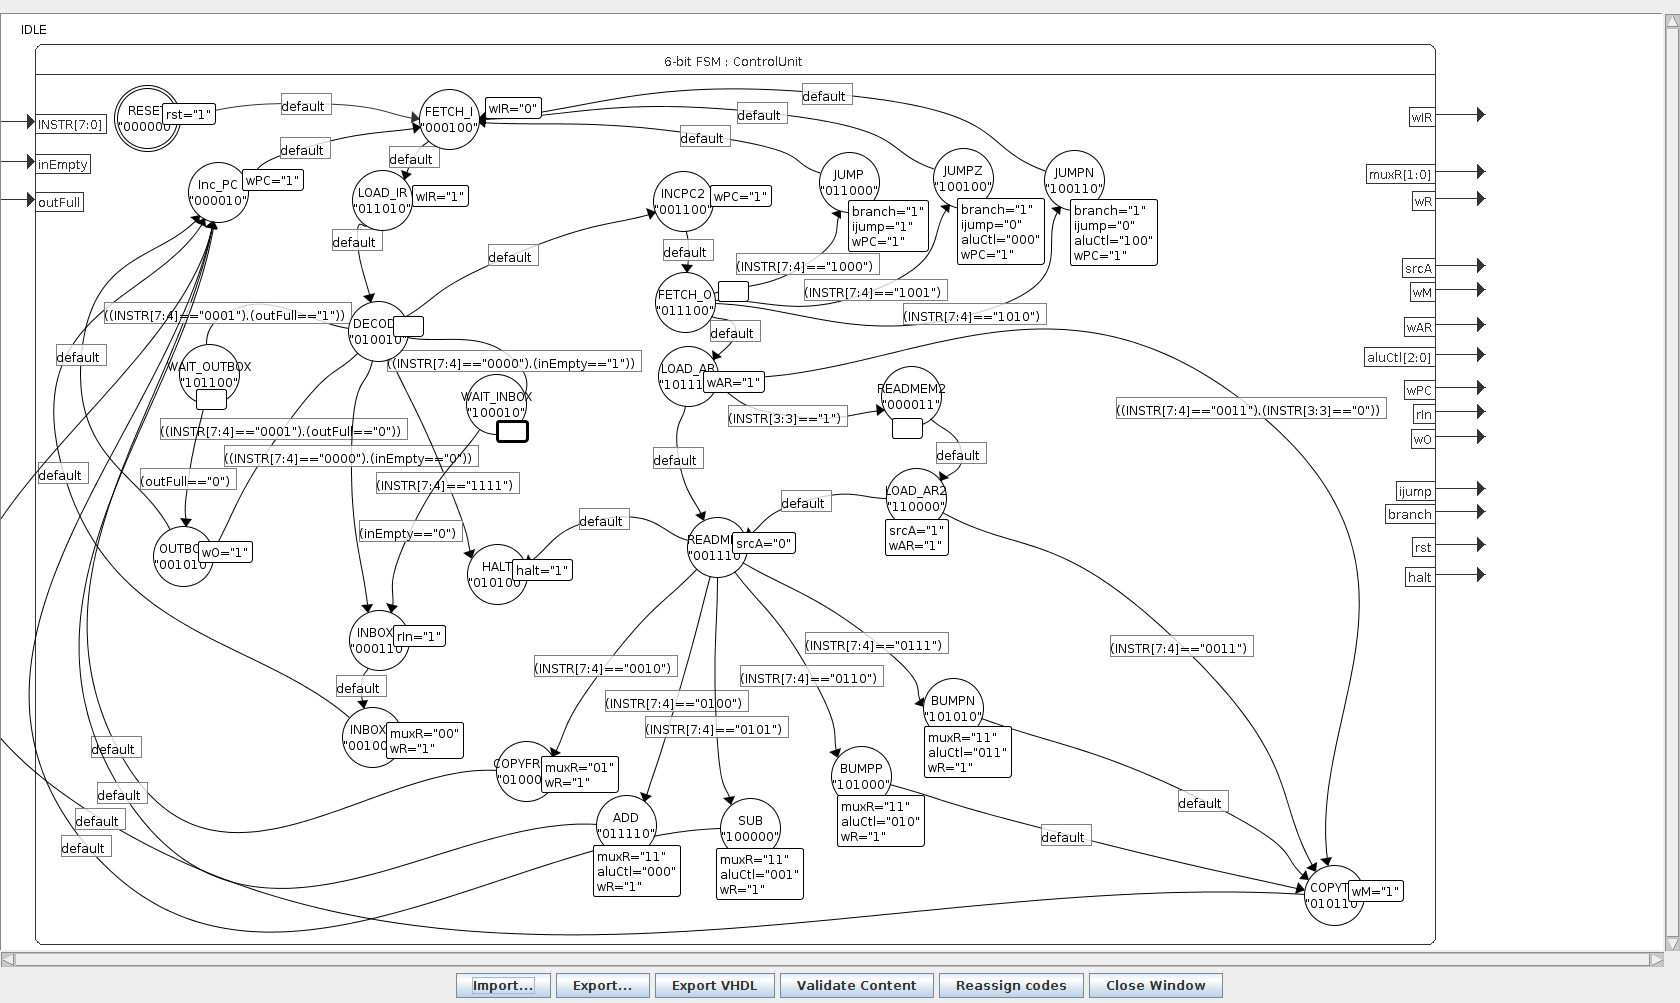 IDLE
6-bit FSM : ControlUnit
INSTR[7:0]
inEmpty
outFull
RESE
"000000
rst="1"
default
FETCH_I
"000100"
wIR="0"
default
default
default
wIR
default
default
Inc_PC
"000010"
wPC="1"
LOAD_IR
"011010"
wIR="1"
INCPC2
"001100"
wPC="1"
JUMP
"011000"
branch="1"
ijump="1"
wPC="1"
JUMPZ
"100100"
branch="1"
ijump="0"
aluCtl="000"
wPC="1"
JUMPN
"100110"
branch="1"
ijump="0"
aluCtl="100"
wPC="1"
muxR[1:0]
wR
default
default
default
(INSTR[7:4]=="1000")
srcA
(INSTR[7:4]=="1001")
wM
FETCH_O
"011100"
((INSTR[7:4]=="0001").(outFull=="1"))
DECOD
"010010"
(INSTR[7:4]=="1010")
wAR
default
default
((INSTR[7:4]=="0000").(inEmpty=="1"))
aluCtl[2:0]
WAIT_OUTBOX
"101100"
LOAD_AR
"10111
wAR="1"
WAIT_INBOX
"100010"
READMEM2
"000011"
wPC
(INSTR[3:3]=="1")
((INSTR[7:4]=="0011").(INSTR[3:3]=="0"))
rIn
((INSTR[7:4]=="0001").(outFull=="0"))
wO
((INSTR[7:4]=="0000").(inEmpty=="0"))
default
default
default
(outFull=="0")
(INSTR[7:4]=="1111")
LOAD_AR2
"110000"
srcA="1"
wAR="1"
ijump
default
default
branch
(inEmpty=="0")
OUTBO
"001010
wO="1"
README
"001110
srcA="0"
rst
HALT
"010100
halt="1"
halt
INBOX
"000110
rIn="1"
(INSTR[7:4]=="0111")
(INSTR[7:4]=="0011")
(INSTR[7:4]=="0010")
(INSTR[7:4]=="0110")
default
(INSTR[7:4]=="0100")
BUMPN
"101010"
muxR="11"
aluCtl="011"
wR="1"
(INSTR[7:4]=="0101")
INBOX
"00100
muxR="00"
wR="1"
default
COPYFR
"01000
muxR="01"
wR="1"
BUMPP
"101000"
muxR="11"
aluCtl="010"
wR="1"
default
default
default
ADD
"011110"
muxR="11"
aluCtl="000"
wR="1"
SUB
"100000"
muxR="11"
aluCtl="001"
wR="1"
default
default
COPYT
"010110
wM="1"
Import...
Export...
Export VHDL
Validate Content
Reassign codes
Close Window